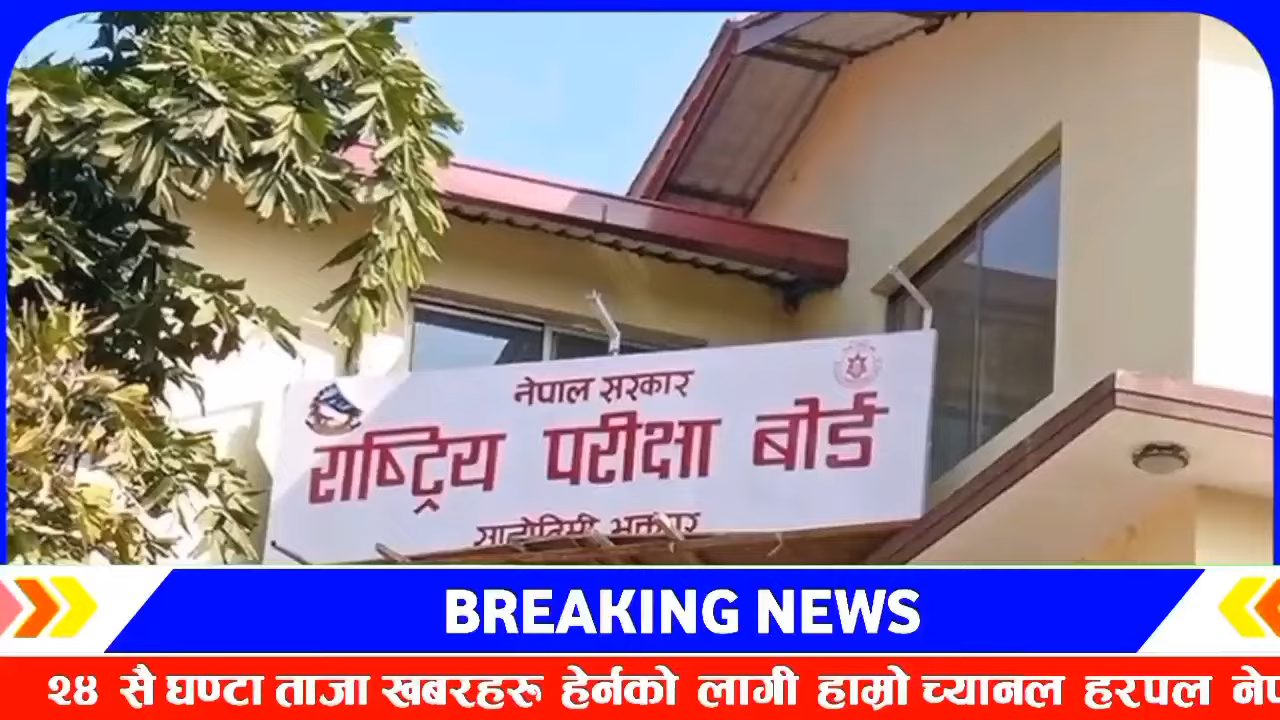 नेपाल सरकार
राष्ट्रिय परीक्षा बोर्ड
BREAKING NEWS
२४ सै घण्टा ताजा खबरहरू हेर्नको लागी हाम्रो च्यानल हरपल